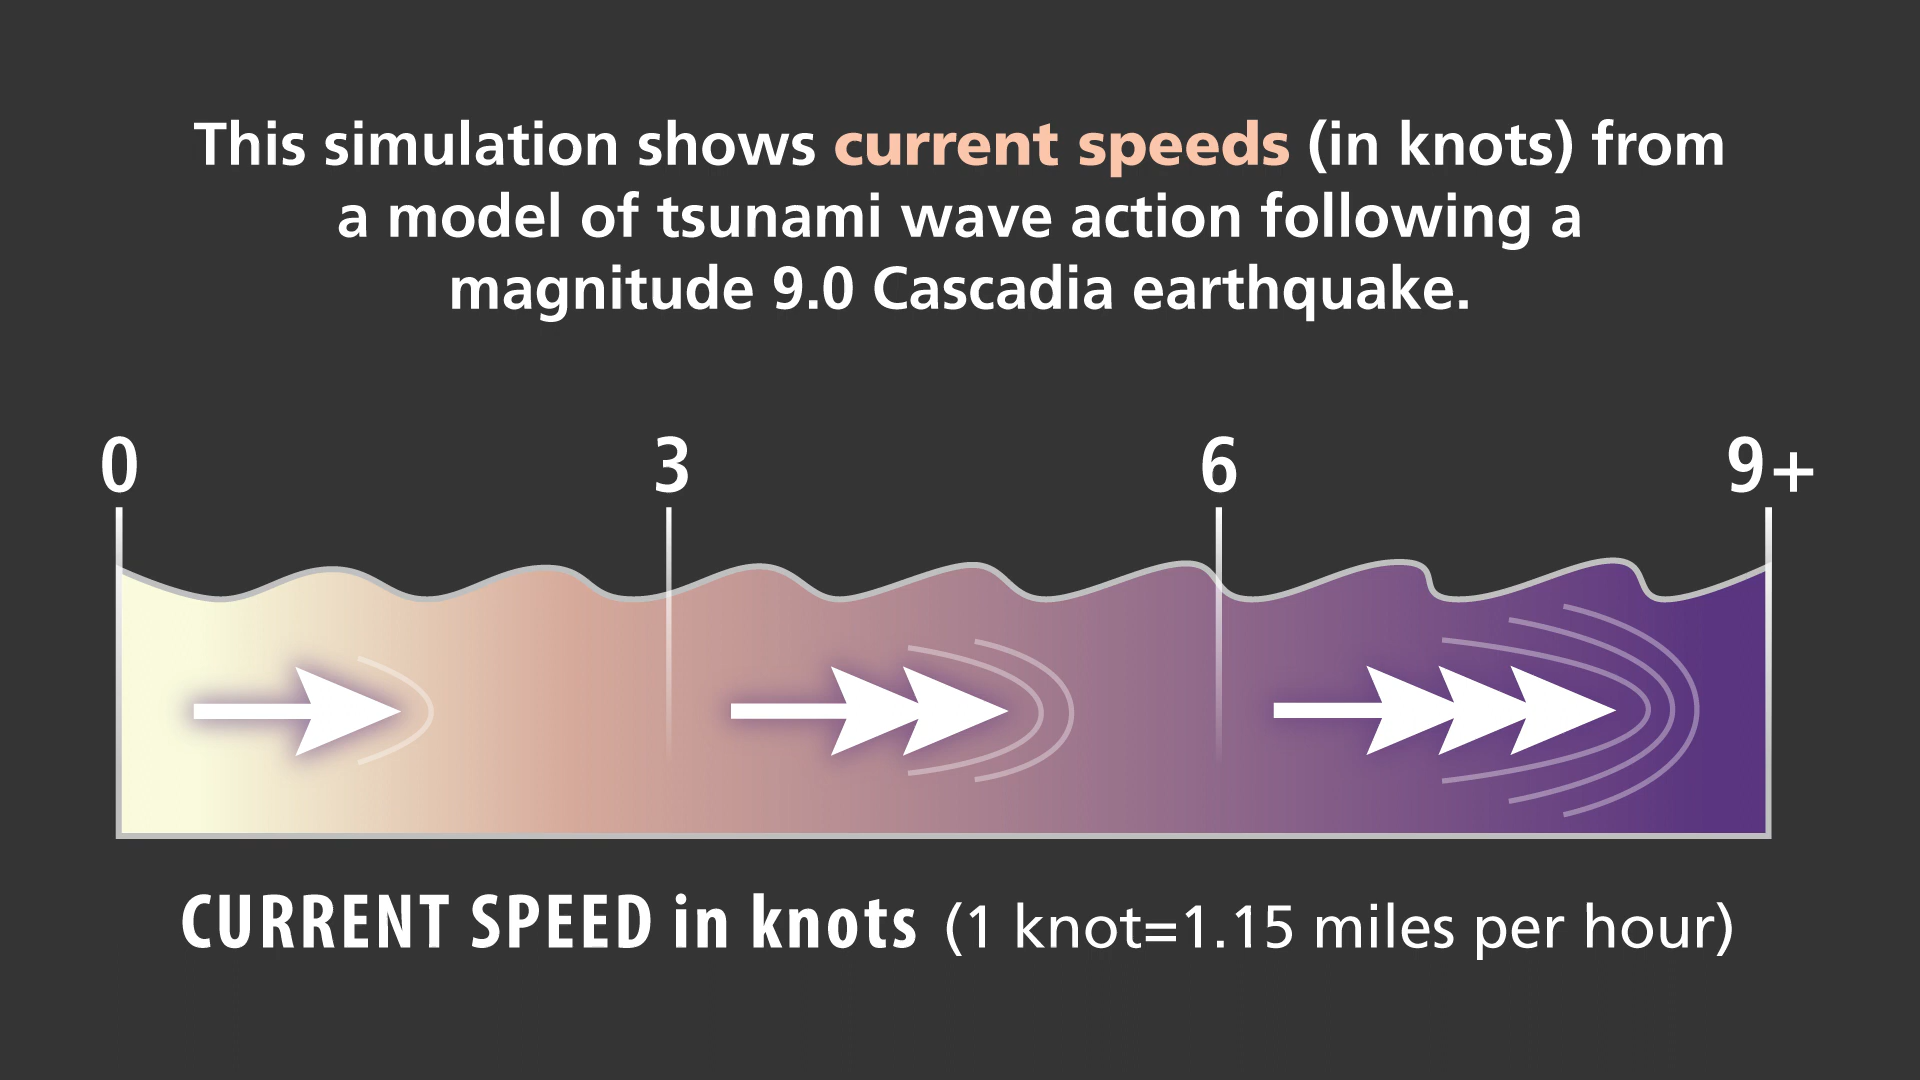 This simulation shows current speeds (in knots) from
a model of tsunami wave action following a
magnitude 9.0 Cascadia earthquake.
0 3 6 9+
CURRENT SPEED in knots (1 knot=1.15 miles per hour)